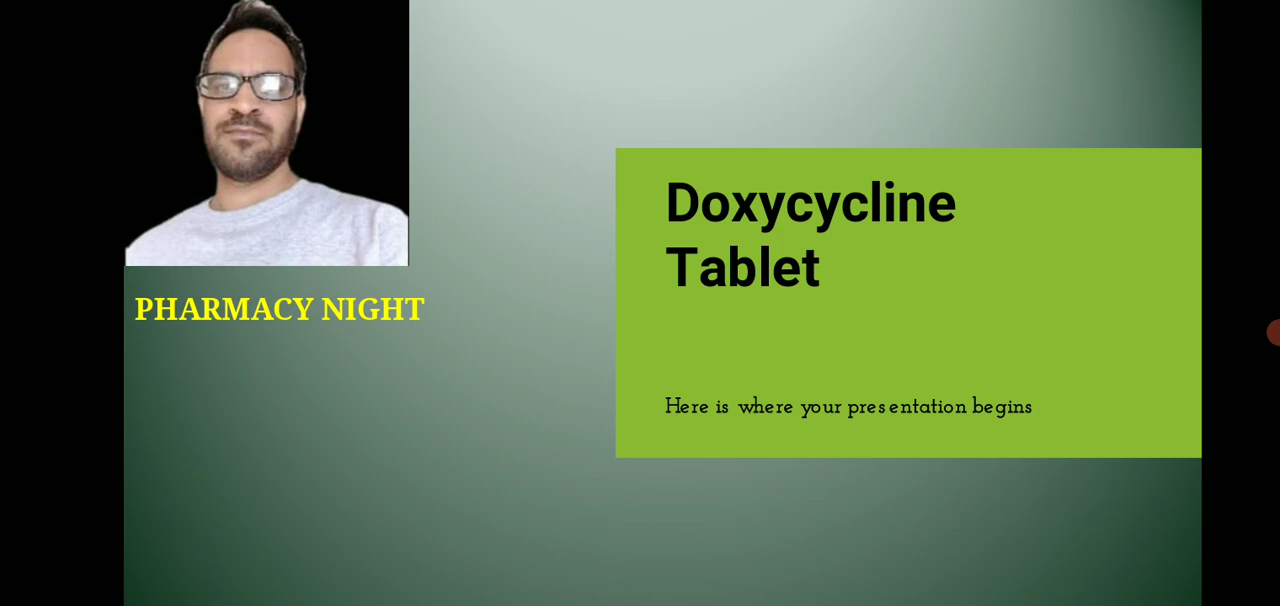 PHARMACY NIGHT
Doxycycline
Tablet
Here is where your presentation begins